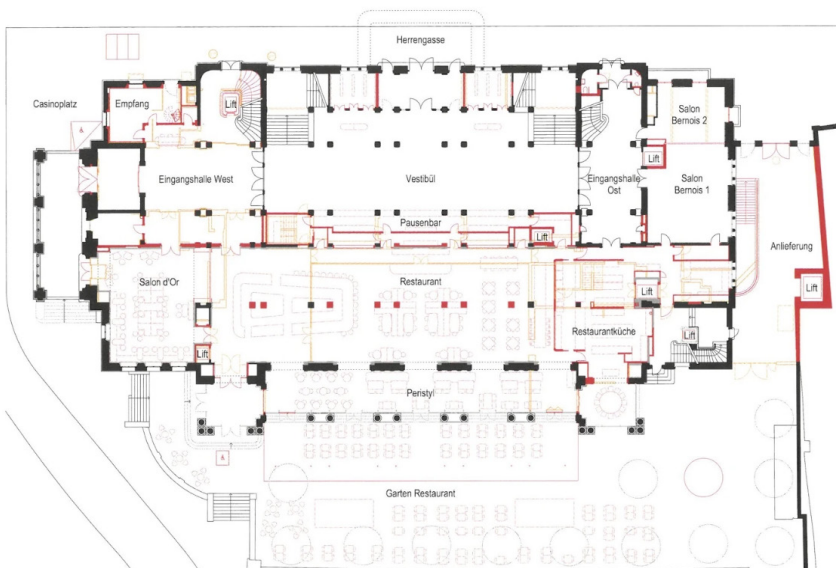 Herrengasse
Casinoplatz
Empfang
Lift
Salon
Bernois 2
Lift
Eingangshalle West
Vestibül
Eingangshalle
Ost
Salon
Bernois 1
Pausenbar
Lift
Anlieferung
Salon d'Or
Restaurant
Lift
Lift
Restaurantküche
Lift
Lift
Peristyl
Garten Restaurant